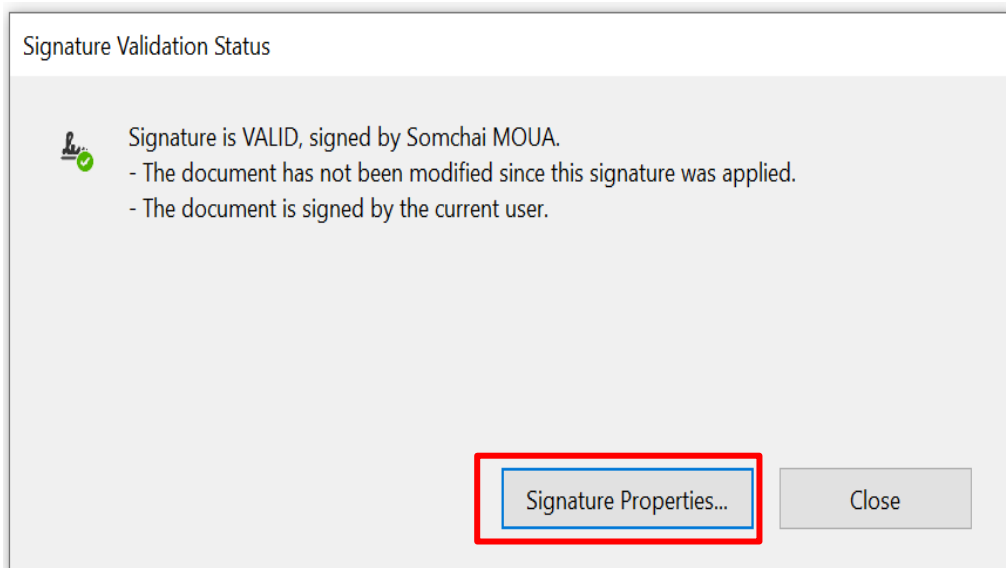 Signature Validation Status
Signature is VALID, signed by Somchai MOUA.
- The document has not been modified since this signature was applied.
- The document is signed by the current user.
Signature Properties...
Close